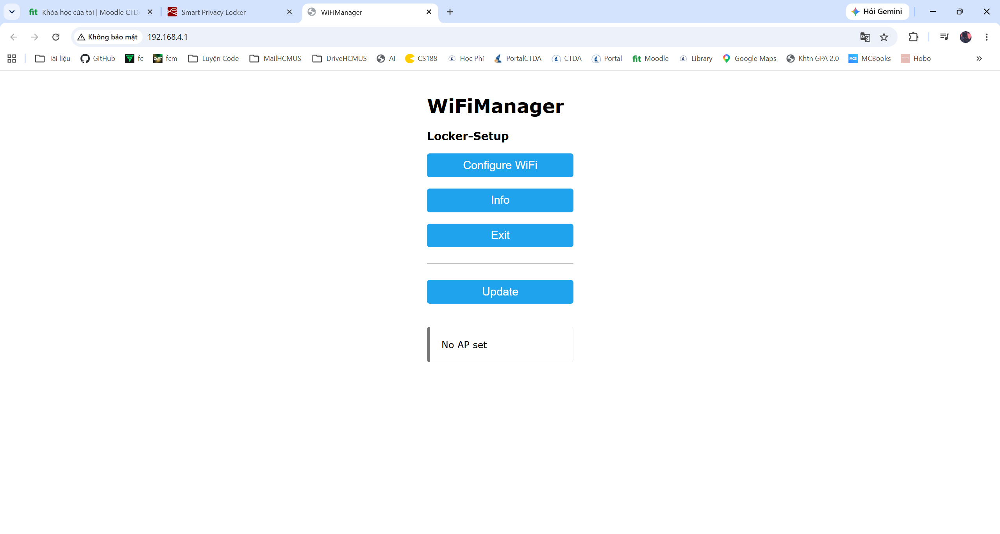 fit Khóa học của tôi | Moodle CTD
Smart Privacy Locker
WiFiManager
Hỏi Gemini
Không bảo mật
192.168.4.1
Tài liệu
GitHub
fc
fcm
Luyện Code
MailHCMUS
DriveHCMUS
AI
CS188
Học Phí
PortalCTDA
CTDA
Portal
fit Moodle
Library
Google Maps
Khtn GPA 2.0
MCB MCBooks
Hobo
WiFiManager
Locker-Setup
Configure WiFi
Info
Exit
Update
No AP set